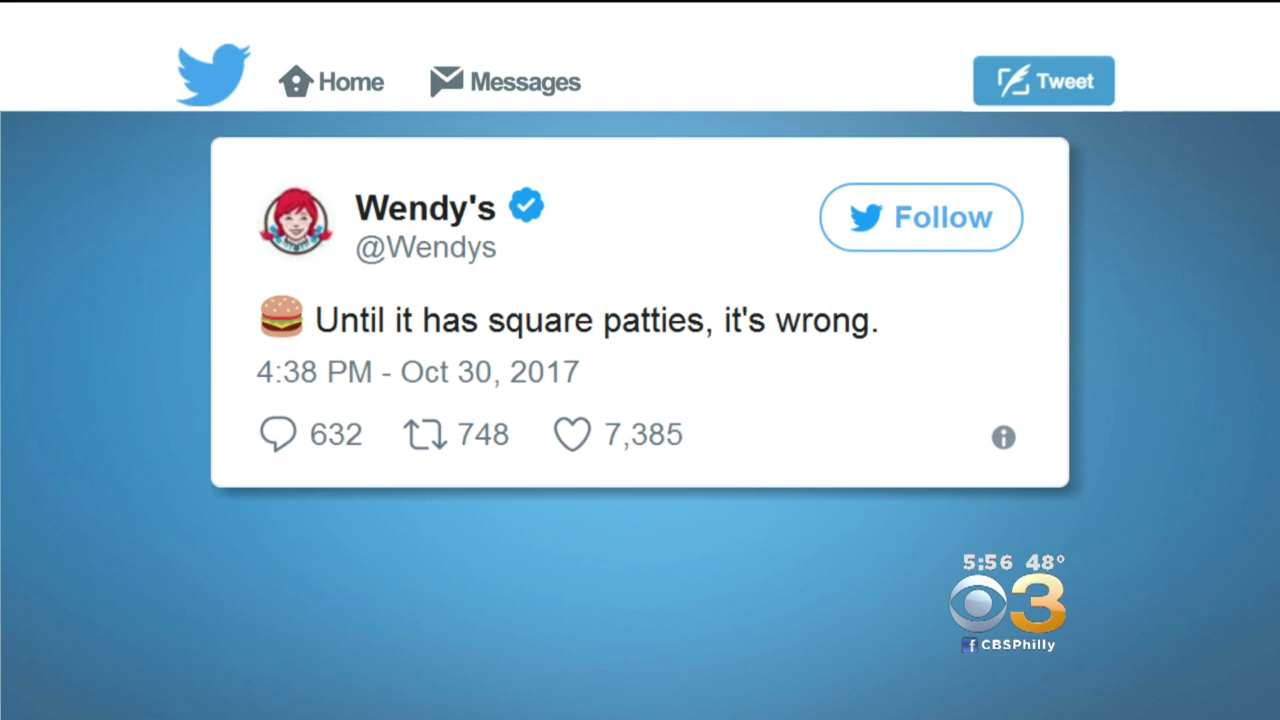 Home Messages Tweet
Wendy's
@Wendys
Follow
🍔 Until it has square patties, it's wrong.
4:38 PM - Oct 30, 2017
632 748 7,385
5:56 48°
3
CBSPhilly